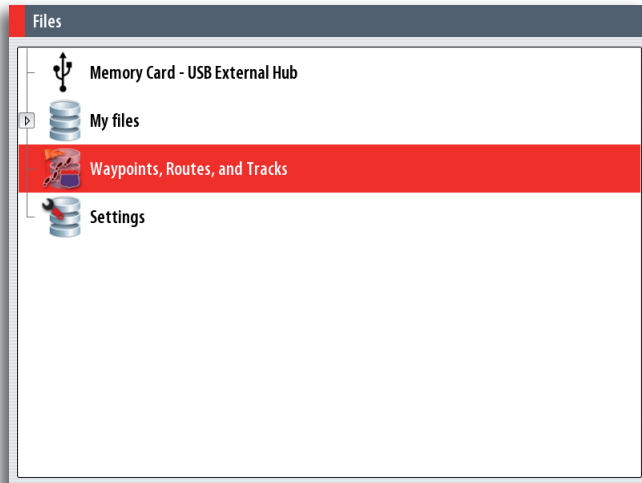 Files
Memory Card - USB External Hub
My files
Waypoints, Routes, and Tracks
Settings